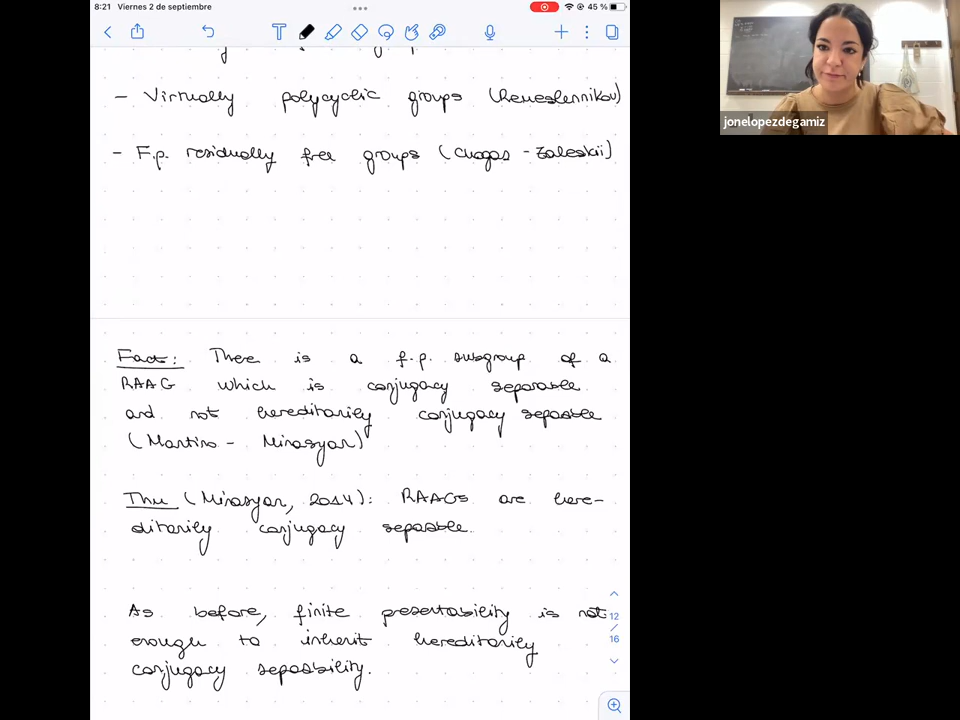 8:21 Viernes 2 de septiembre
45 %
jonelopezdegamiz
- Virtually polycyclic groups (Remeslennikov)
- F.p. residually free groups (Chagas - Zalesskii)
Fact: There is a f.p. subgroup of a
RAAG which is conjugacy separable
and not hereditarily conjugacy separable
(Martino - Minasyan)
Thm (Minasyan, 2014): RAAGs are here-
ditarily conjugacy separable.
As before, finite presentability is not
enough to inherit hereditarily
conjugacy separability.
12
/
16